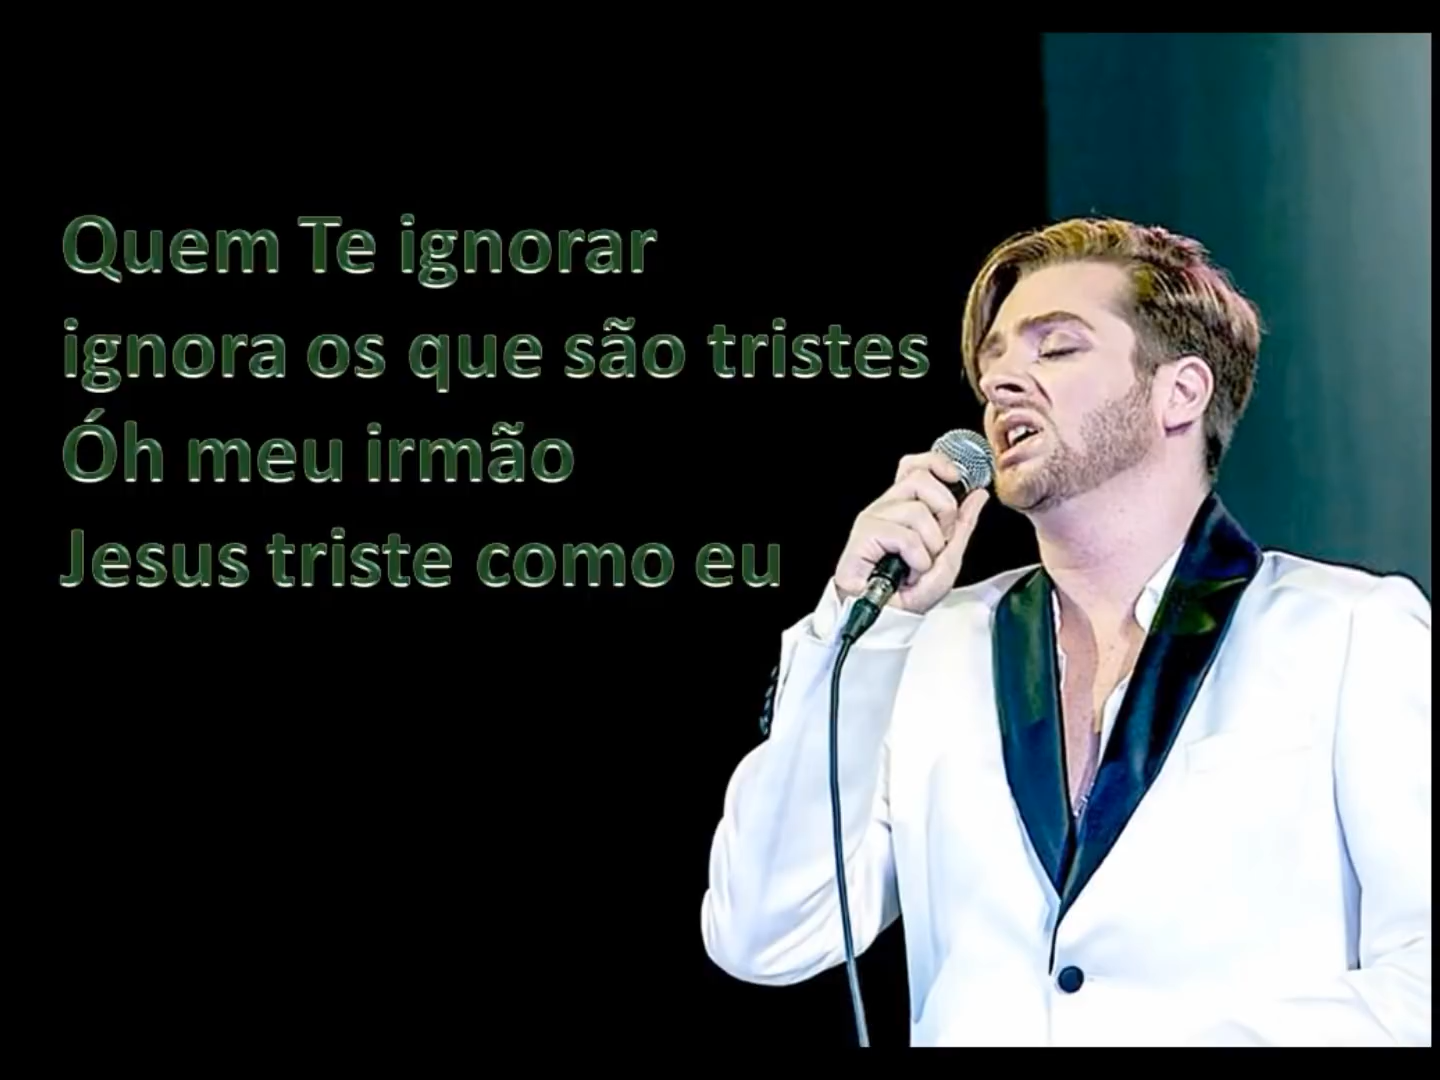 Quem Te ignorar
ignora os que são tristes
Óh meu irmão
Jesus triste como eu